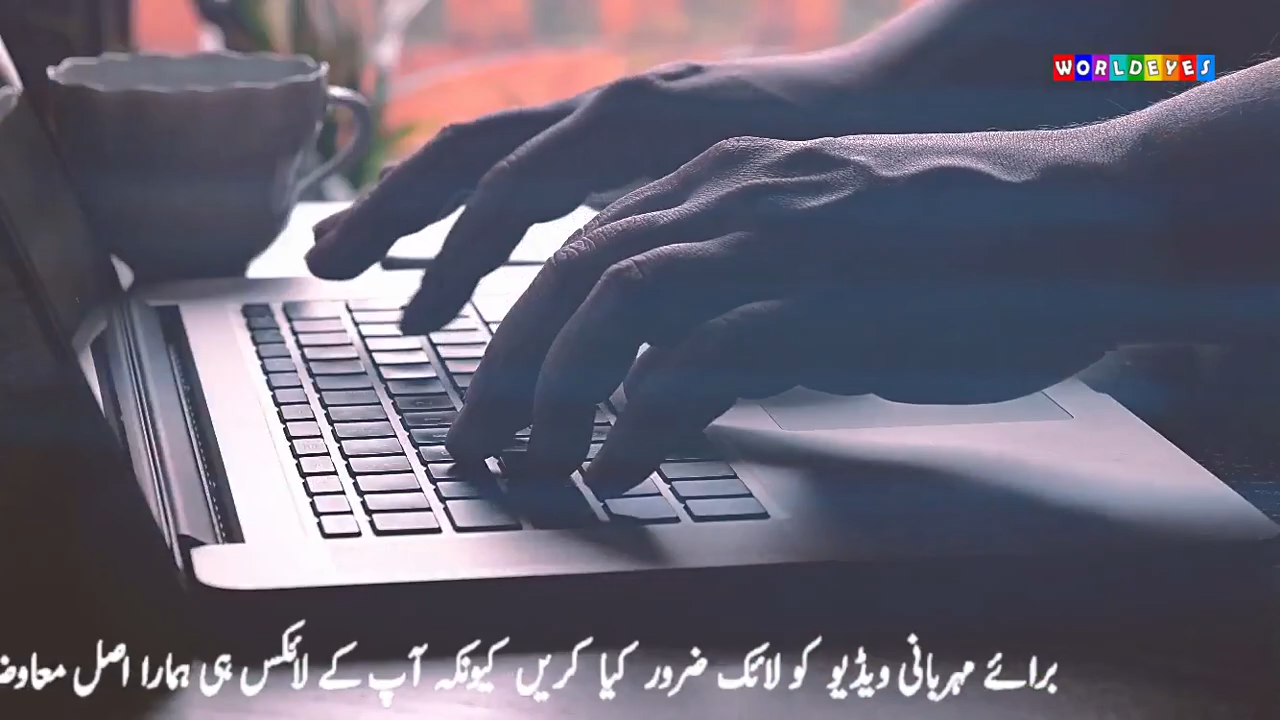 WORLDEYES
برائے مہربانی ویڈیو کو لائک ضرور کیا کریں کیونکہ آپ کے لائکس ہی ہمارا اصل